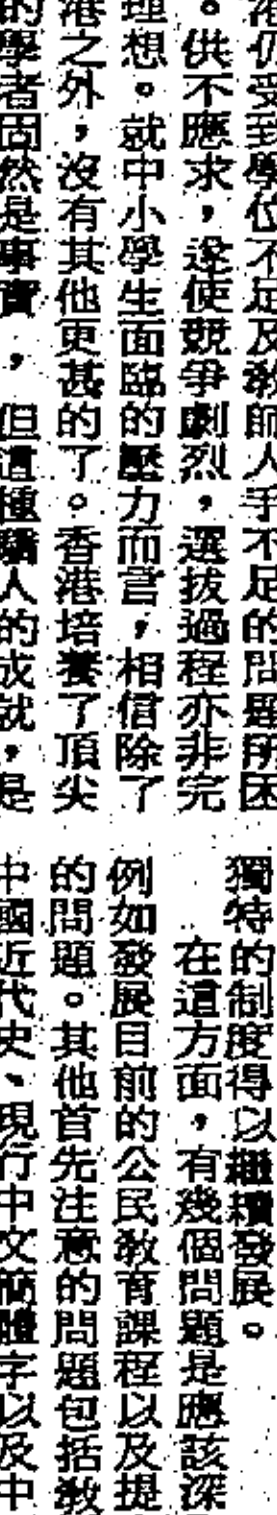 深仍受到學位不足及教師人手不足的問題所困
。供不應求，遂使競爭劇烈，選拔過程亦非完
理想。就中小學生面臨的壓力而言，相信除了
港之外，沒有其他更甚的了。香港培養了頂尖
的學者固然是事實，但這種驕人的成就，是
獨特的制度得以繼續發展。
在這方面，有幾個問題是應該深
例如發展目前的公民教育課程以及提
的問題。其他首先注意的問題包括教
中國近代史、現行中文簡體字以及中